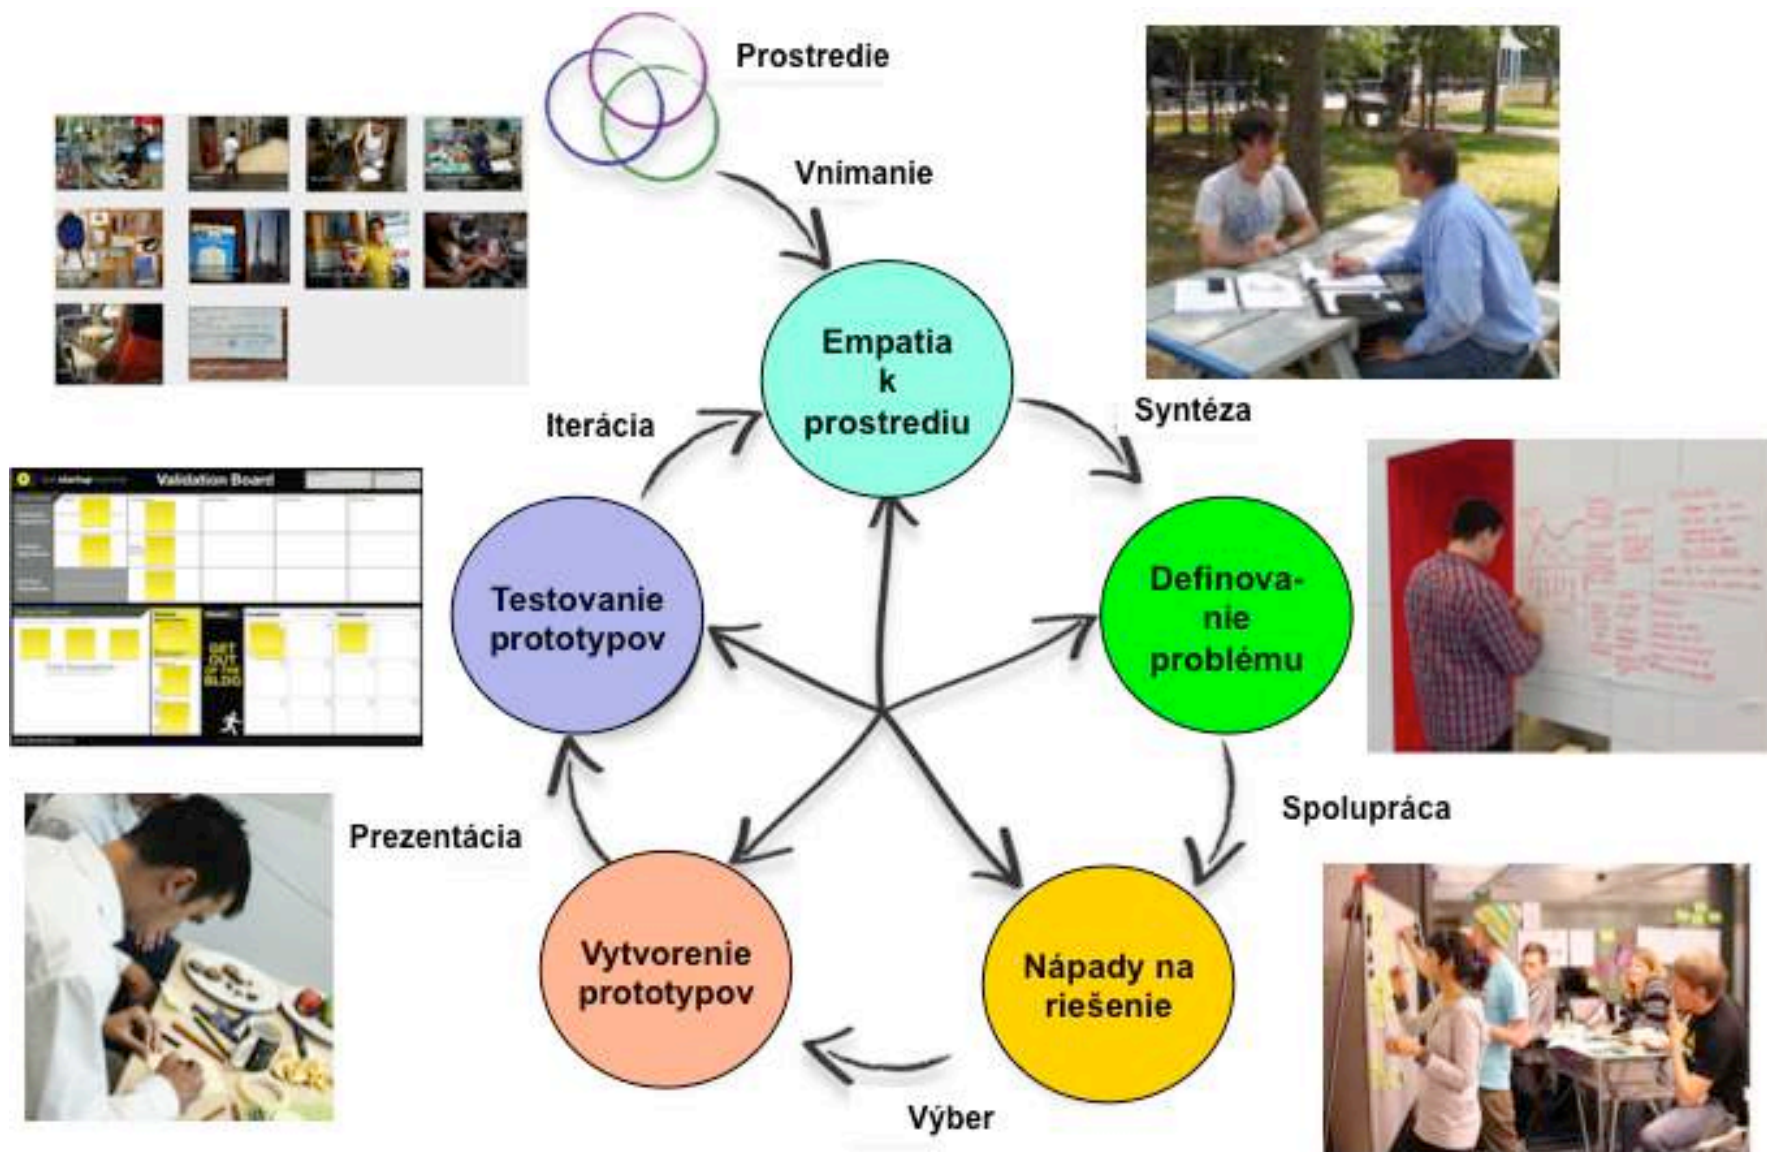 Prostredie
Vnímanie
Empatia
k
prostrediu
Iterácia
Syntéza
startup
Validation Board
Testovanie
prototypov
Definova-
nie
problému
GET
OUT
OF THE
BLDG
Spolupráca
Prezentácia
Vytvorenie
prototypov
Nápady na
riešenie
Výber